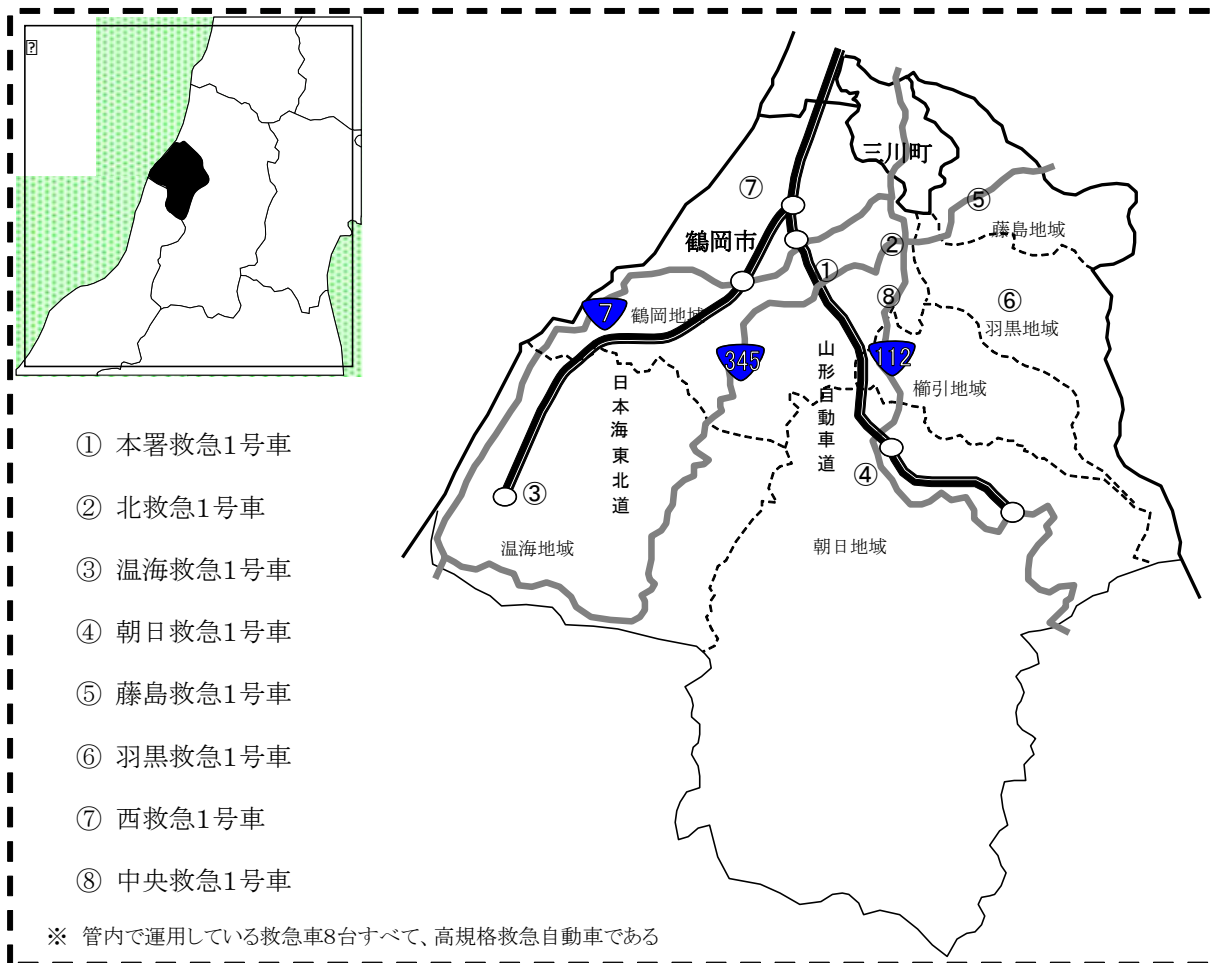 ?
三川町
⑦
⑤
藤島地域
鶴岡市
②
①
⑧
⑥
7
鶴岡地域
羽黒地域
345
112
山形自動車道
櫛引地域
日本海東北道
① 本署救急1号車
④
③
② 北救急1号車
温海地域
朝日地域
③ 温海救急1号車
④ 朝日救急1号車
⑤ 藤島救急1号車
⑥ 羽黒救急1号車
⑦ 西救急1号車
⑧ 中央救急1号車
※ 管内で運用している救急車8台すべて、高規格救急自動車である